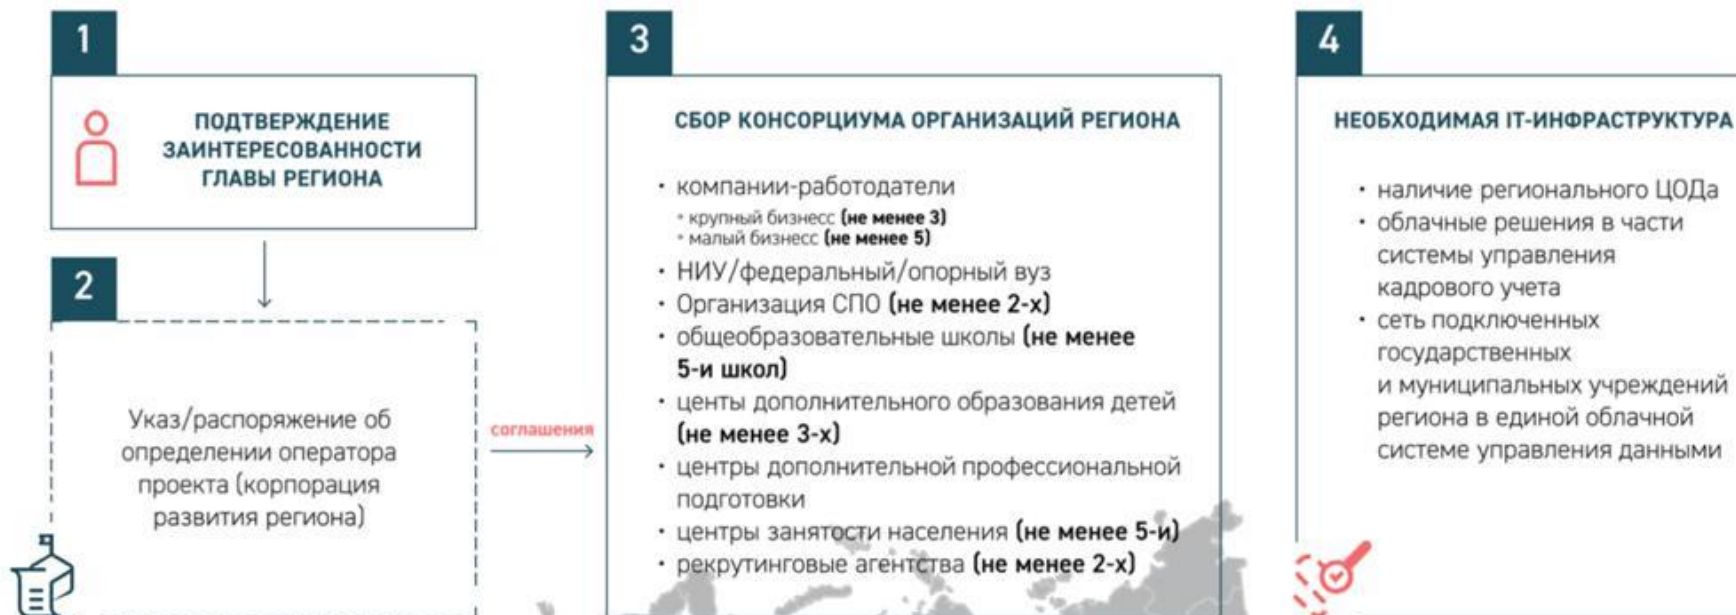 1
ПОДТВЕРЖДЕНИЕ
ЗАИНТЕРЕСОВАННОСТИ
ГЛАВЫ РЕГИОНА
2
Указ/распоряжение об
определении оператора
проекта (корпорация
развития региона)
соглашения
3
СБОР КОНСОРЦИУМА ОРГАНИЗАЦИЙ РЕГИОНА
• компании-работодатели
• крупный бизнесс (не менее 3)
• малый бизнесс (не менее 5)
• НИУ/федеральный/опорный вуз
• Организация СПО (не менее 2-х)
• общеобразовательные школы (не менее
5-и школ)
• центы дополнительного образования детей
(не менее 3-х)
• центры дополнительной профессиональной
подготовки
• центры занятости населения (не менее 5-и)
• рекрутинговые агентства (не менее 2-х)
4
НЕОБХОДИМАЯ IT-ИНФРАСТРУКТУРА
• наличие регионального ЦОДа
• облачные решения в части
системы управления
кадрового учета
• сеть подключенных
государственных
и муниципальных учреждений
региона в единой облачной
системе управления данными